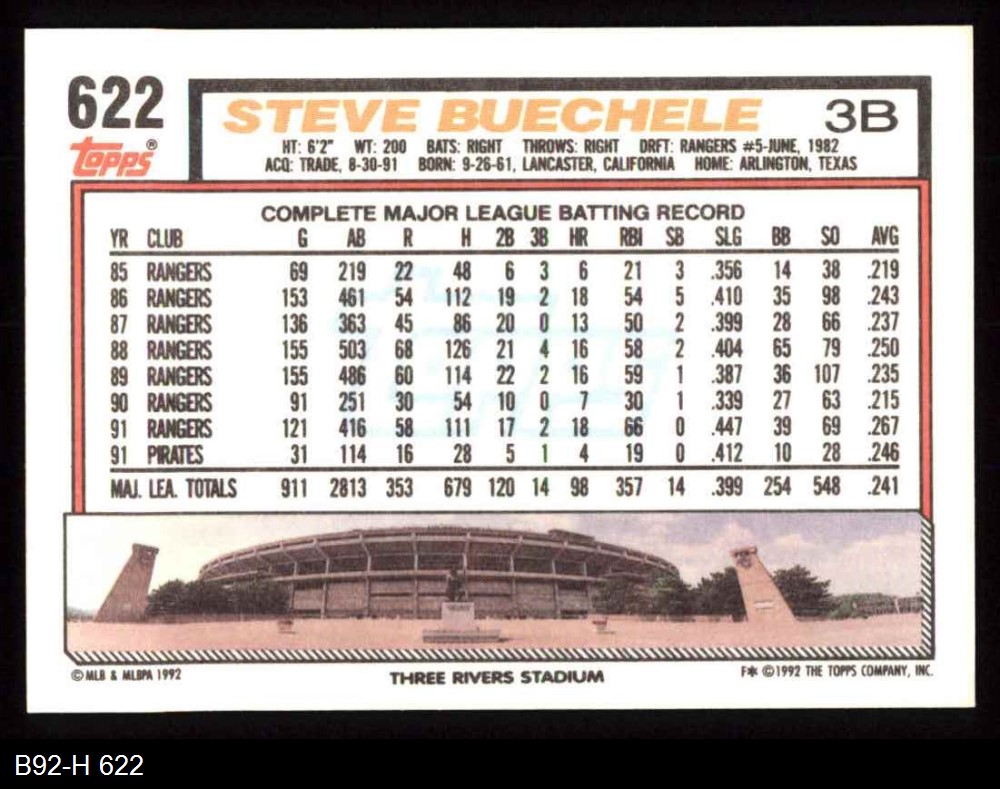 622
STEVE BUECHELE 3B
TOPPS®
HT: 6'2" WT: 200 BATS: RIGHT THROWS: RIGHT DRFT: RANGERS #5-JUNE, 1982
ACQ: TRADE, 8-30-91 BORN: 9-26-61, LANCASTER, CALIFORNIA HOME: ARLINGTON, TEXAS
COMPLETE MAJOR LEAGUE BATTING RECORD
YR CLUB G AB R H 2B 3B HR RBI SB SLG BB SO AVG
85 RANGERS 69 219 22 48 6 3 6 21 3 .356 14 38 .219
86 RANGERS 153 461 54 112 19 2 18 54 5 .410 35 98 .243
87 RANGERS 136 363 45 86 20 0 13 50 2 .399 28 66 .237
88 RANGERS 155 503 68 126 21 4 16 58 2 .404 65 79 .250
89 RANGERS 155 486 60 114 22 2 16 59 1 .387 36 107 .235
90 RANGERS 91 251 30 54 10 0 7 30 1 .339 27 63 .215
91 RANGERS 121 416 58 111 17 2 18 66 0 .447 39 69 .267
91 PIRATES 31 114 16 28 5 1 4 19 0 .412 10 28 .246
MAJ. LEA. TOTALS 911 2813 353 679 120 14 98 357 14 .399 254 548 .241
© MLB & MLBPA 1992
THREE RIVERS STADIUM
F* © 1992 THE TOPPS COMPANY, INC.
B92-H 622